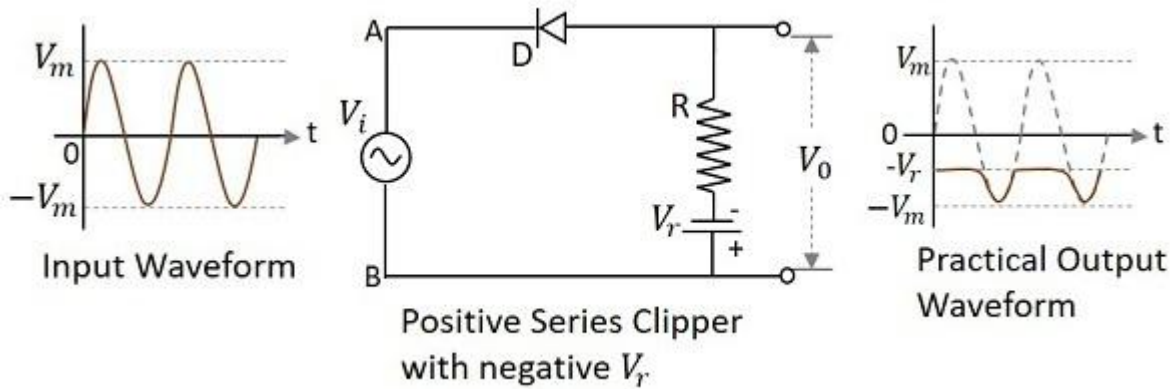 V_m
0
t
−V_m
Input Waveform
A
D
V_i
R
V_r
-
+
V_0
B
Positive Series Clipper
with negative V_r
V_m
0
t
-V_r
−V_m
Practical Output
Waveform